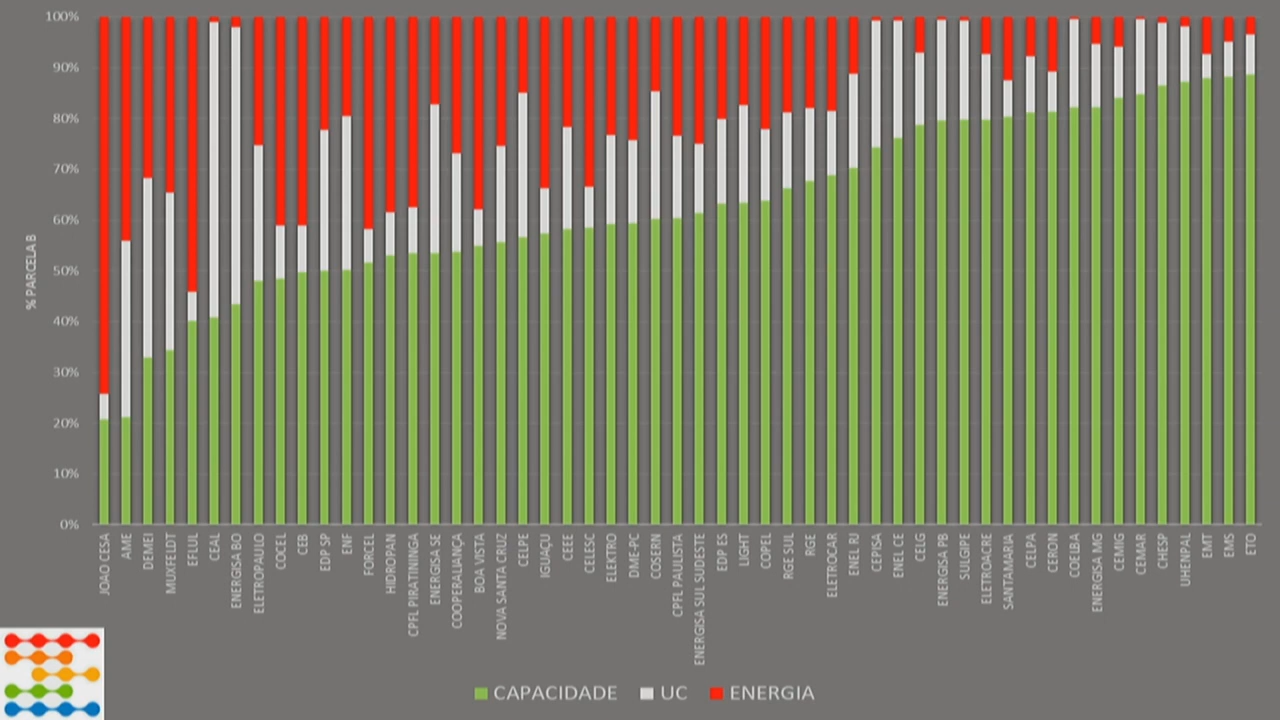 100%
90%
80%
70%
60%
50%
40%
30%
20%
10%
0%
% PARCELA B
JOAO CESA
AME
DEMEI
MUXFELDT
EFLUL
CEAL
ENERGISA BO
ELETROPAULO
COCEL
CEB
EDP SP
ENF
FORCEL
HIDROPAN
CPFL PIRATININGA
ENERGISA SE
COOPERALIANÇA
BOA VISTA
NOVA SANTA CRUZ
CELPE
IGUAÇU
CEEE
CELESC
ELEKTRO
DME-PC
COSERN
CPFL PAULISTA
ENERGISA SUL SUDESTE
EDP ES
LIGHT
COPEL
RGE SUL
RGE
ELETROCAR
ENEL RJ
CEPISA
ENEL CE
CELG
ENERGISA PB
SULGIPE
ELETROACRE
SANTAMARIA
CELPA
CERON
COELBA
ENERGISA MG
CEMIG
CEMAR
CHESP
UHENPAL
EMT
EMS
ETO
CAPACIDADE UC ENERGIA